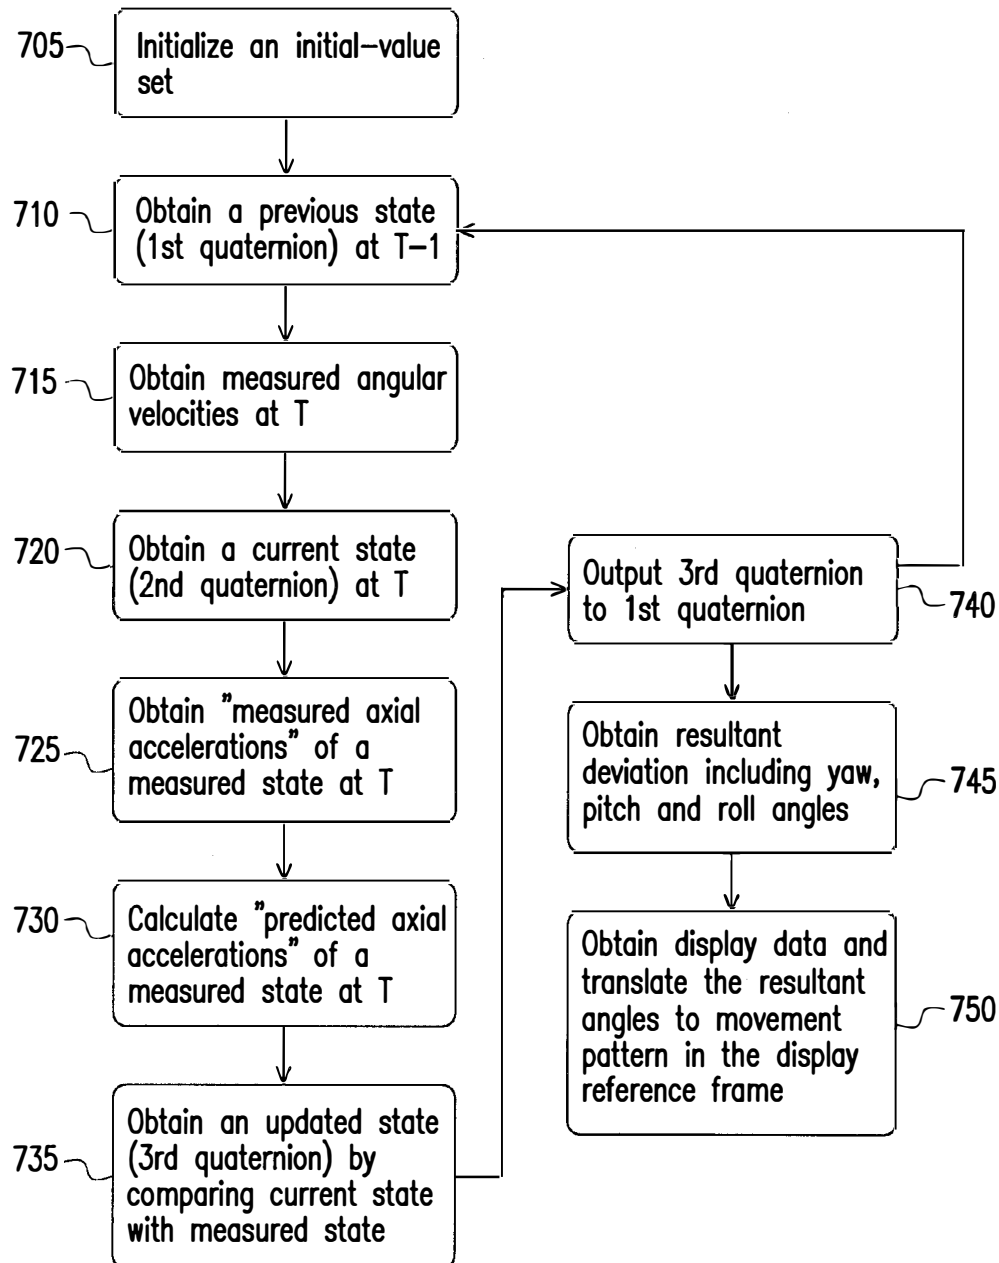 705
Initialize an initial-value
set
710
Obtain a previous state
(1st quaternion) at T-1
715
Obtain measured angular
velocities at T
720
Obtain a current state
(2nd quaternion) at T
725
Obtain "measured axial
accelerations" of a
measured state at T
730
Calculate "predicted axial
accelerations" of a
measured state at T
735
Obtain an updated state
(3rd quaternion) by
comparing current state
with measured state
Output 3rd quaternion
to 1st quaternion
740
Obtain resultant
deviation including yaw,
pitch and roll angles
745
Obtain display data and
translate the resultant
angles to movement
pattern in the display
reference frame
750